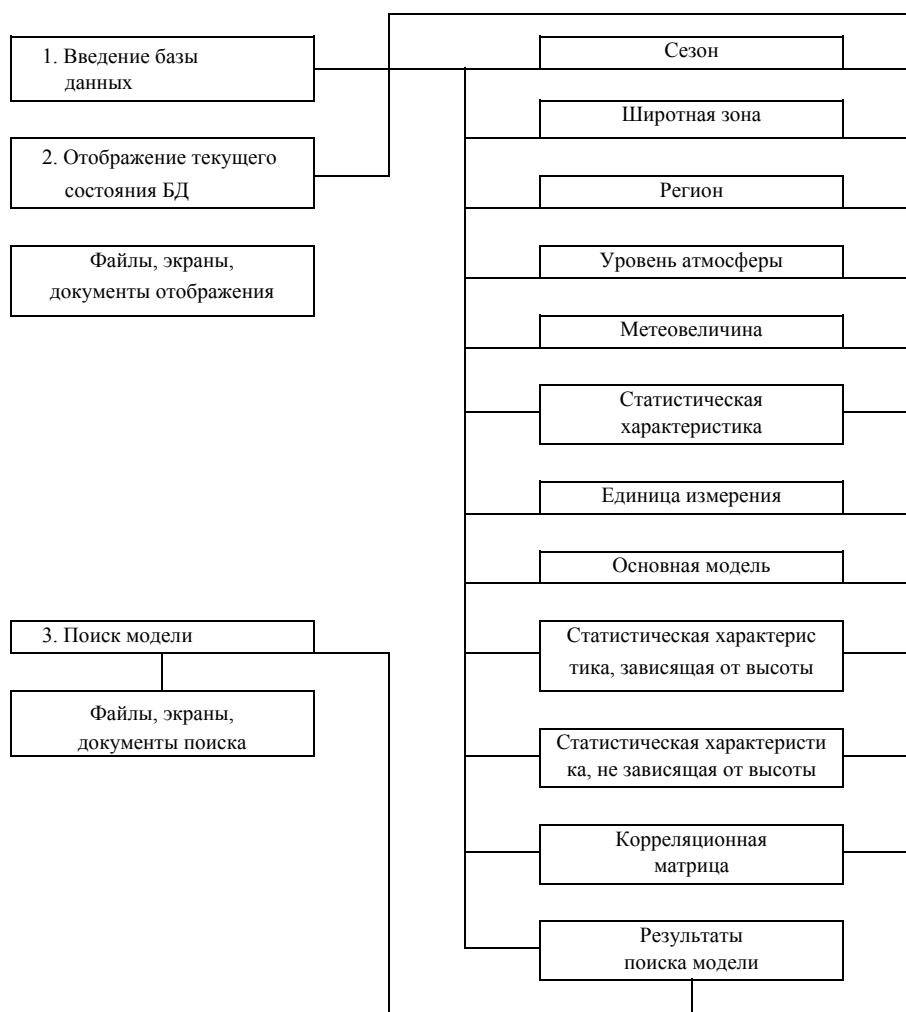 1. Введение базы
данных
2. Отображение текущего
состояния БД
Файлы, экраны,
документы отображения
3. Поиск модели
Файлы, экраны,
документы поиска
Сезон
Широтная зона
Регион
Уровень атмосферы
Метеовеличина
Статистическая
характеристика
Единица измерения
Основная модель
Статистическая характерис
тика, зависящая от высоты
Статистическая характеристи
ка, не зависящая от высоты
Корреляционная
матрица
Результаты
поиска модели